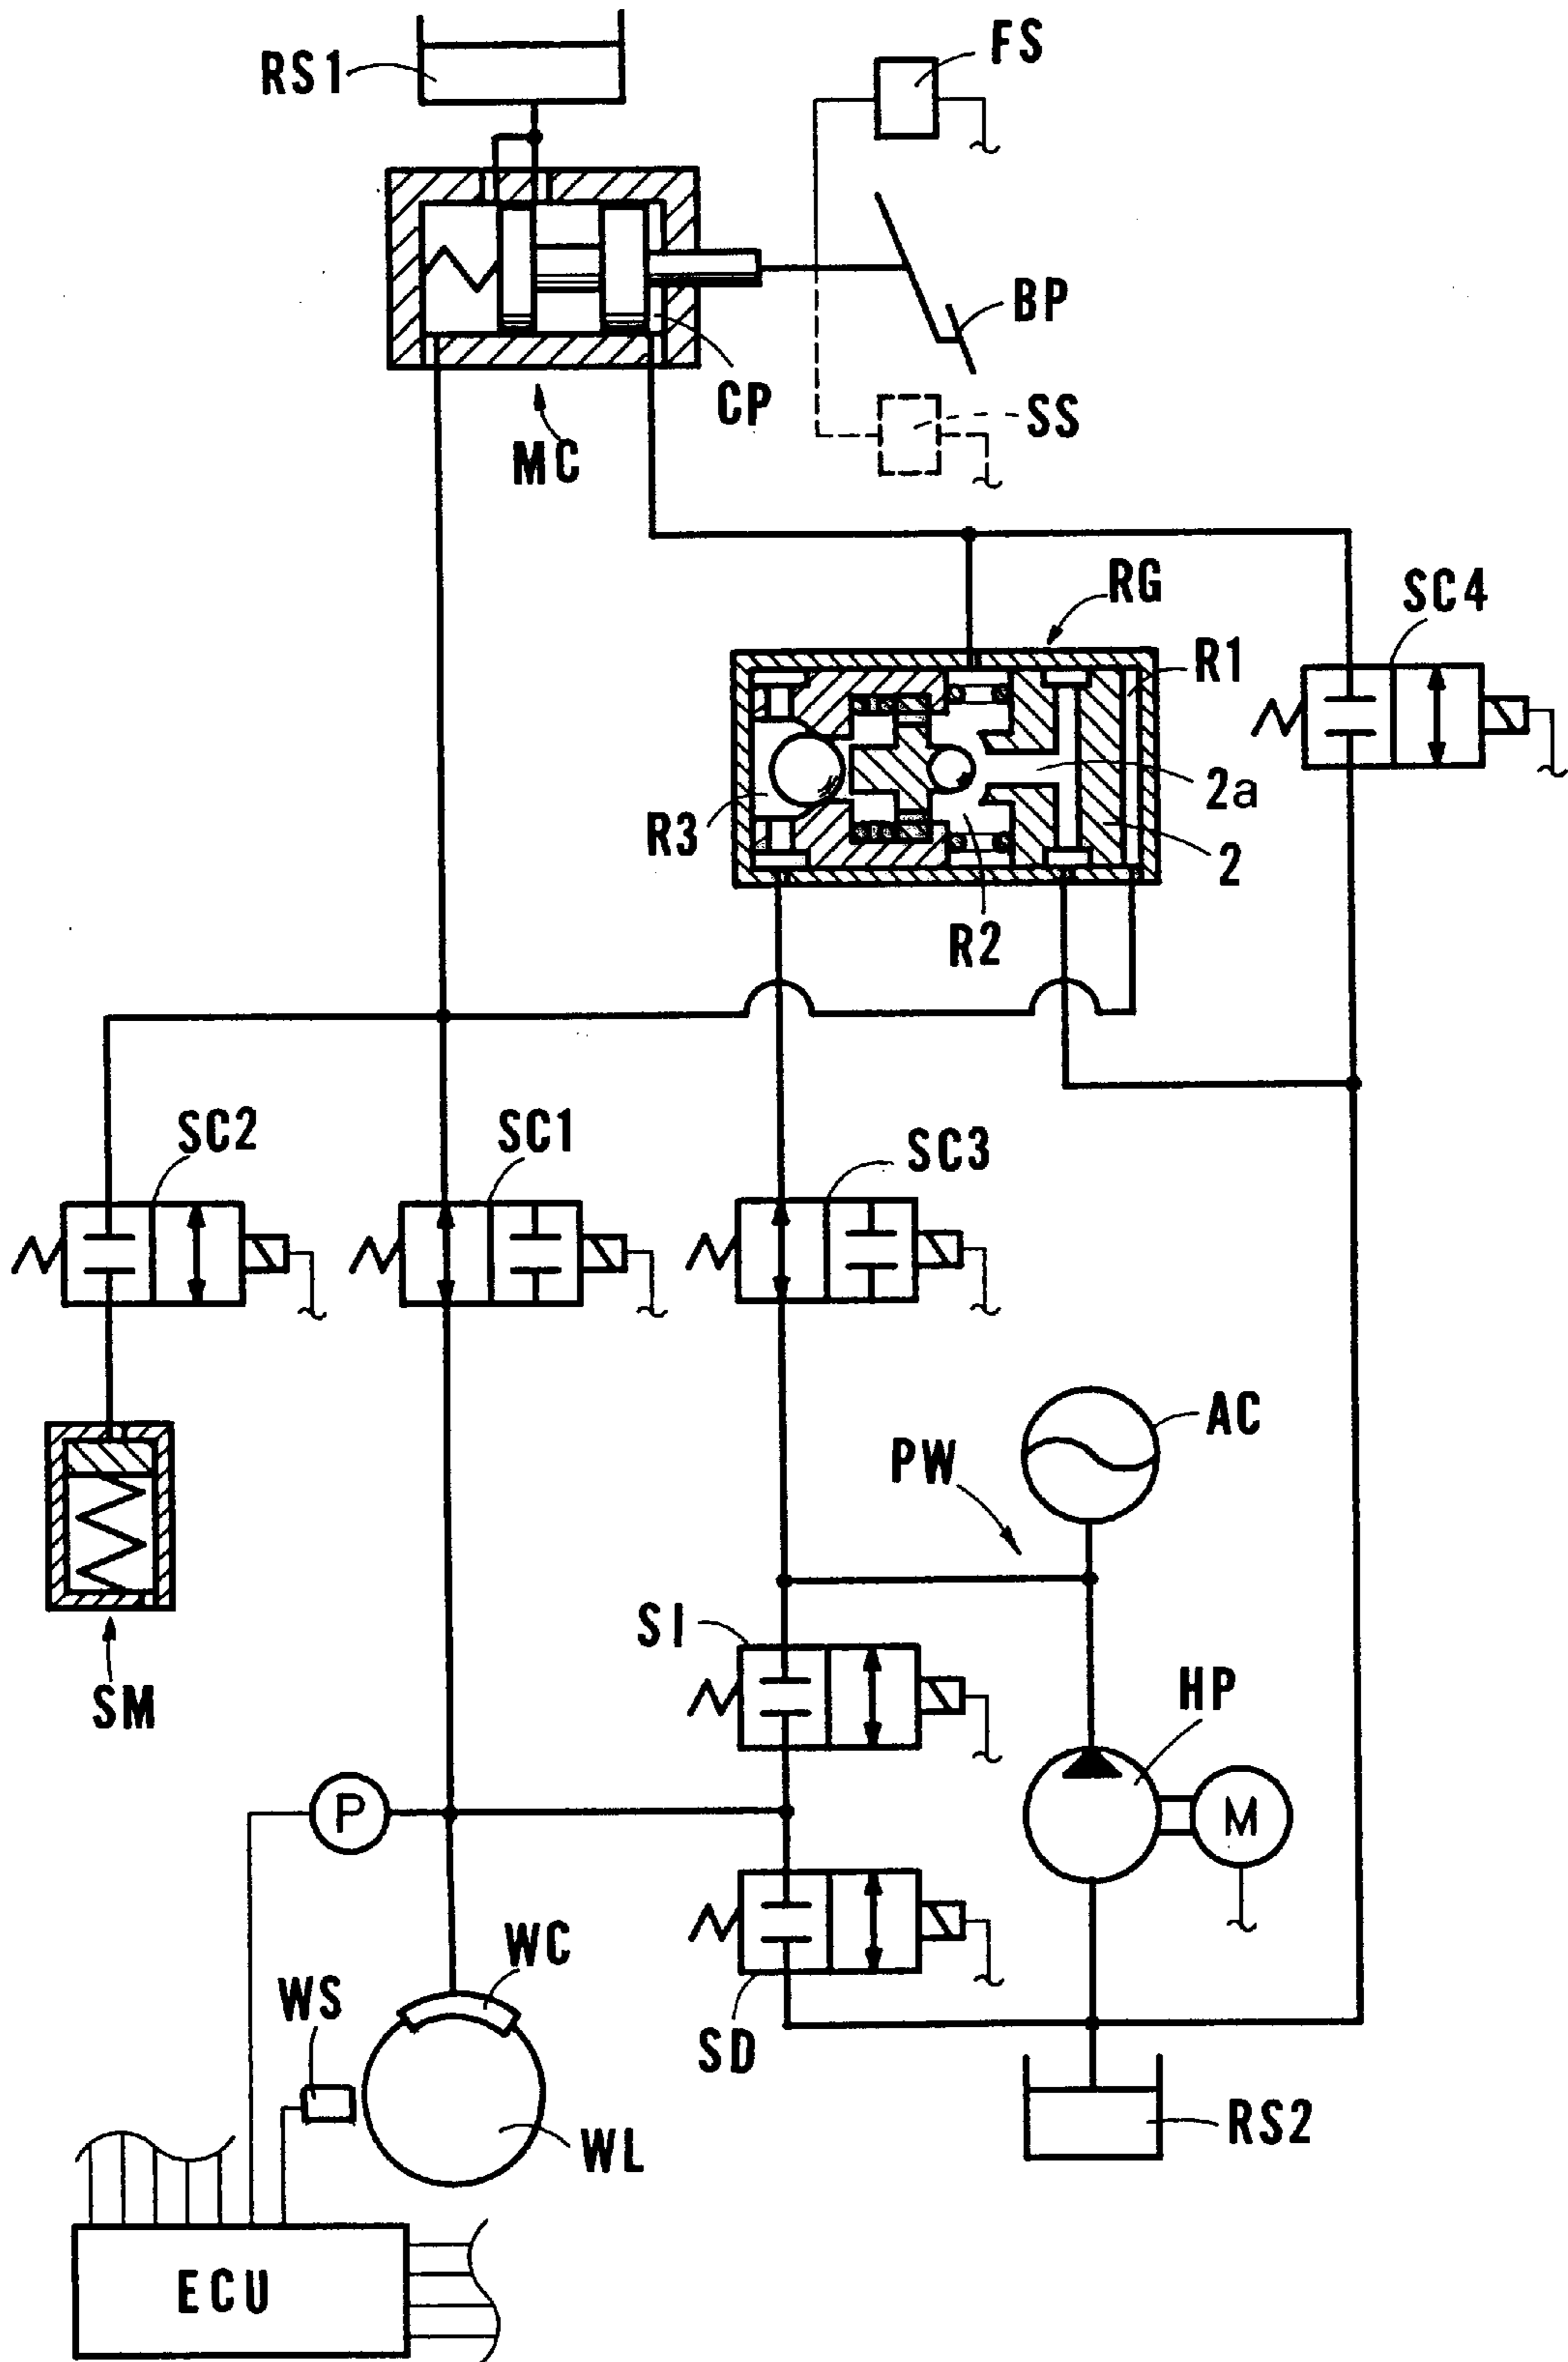 RS1
FS
BP
CP
SS
MC
RG
SC4
R1
2a
R3
2
R2
SC2
SC1
SC3
AC
PW
SI
SM
HP
P
M
WC
WS
SD
WL
RS2
ECU